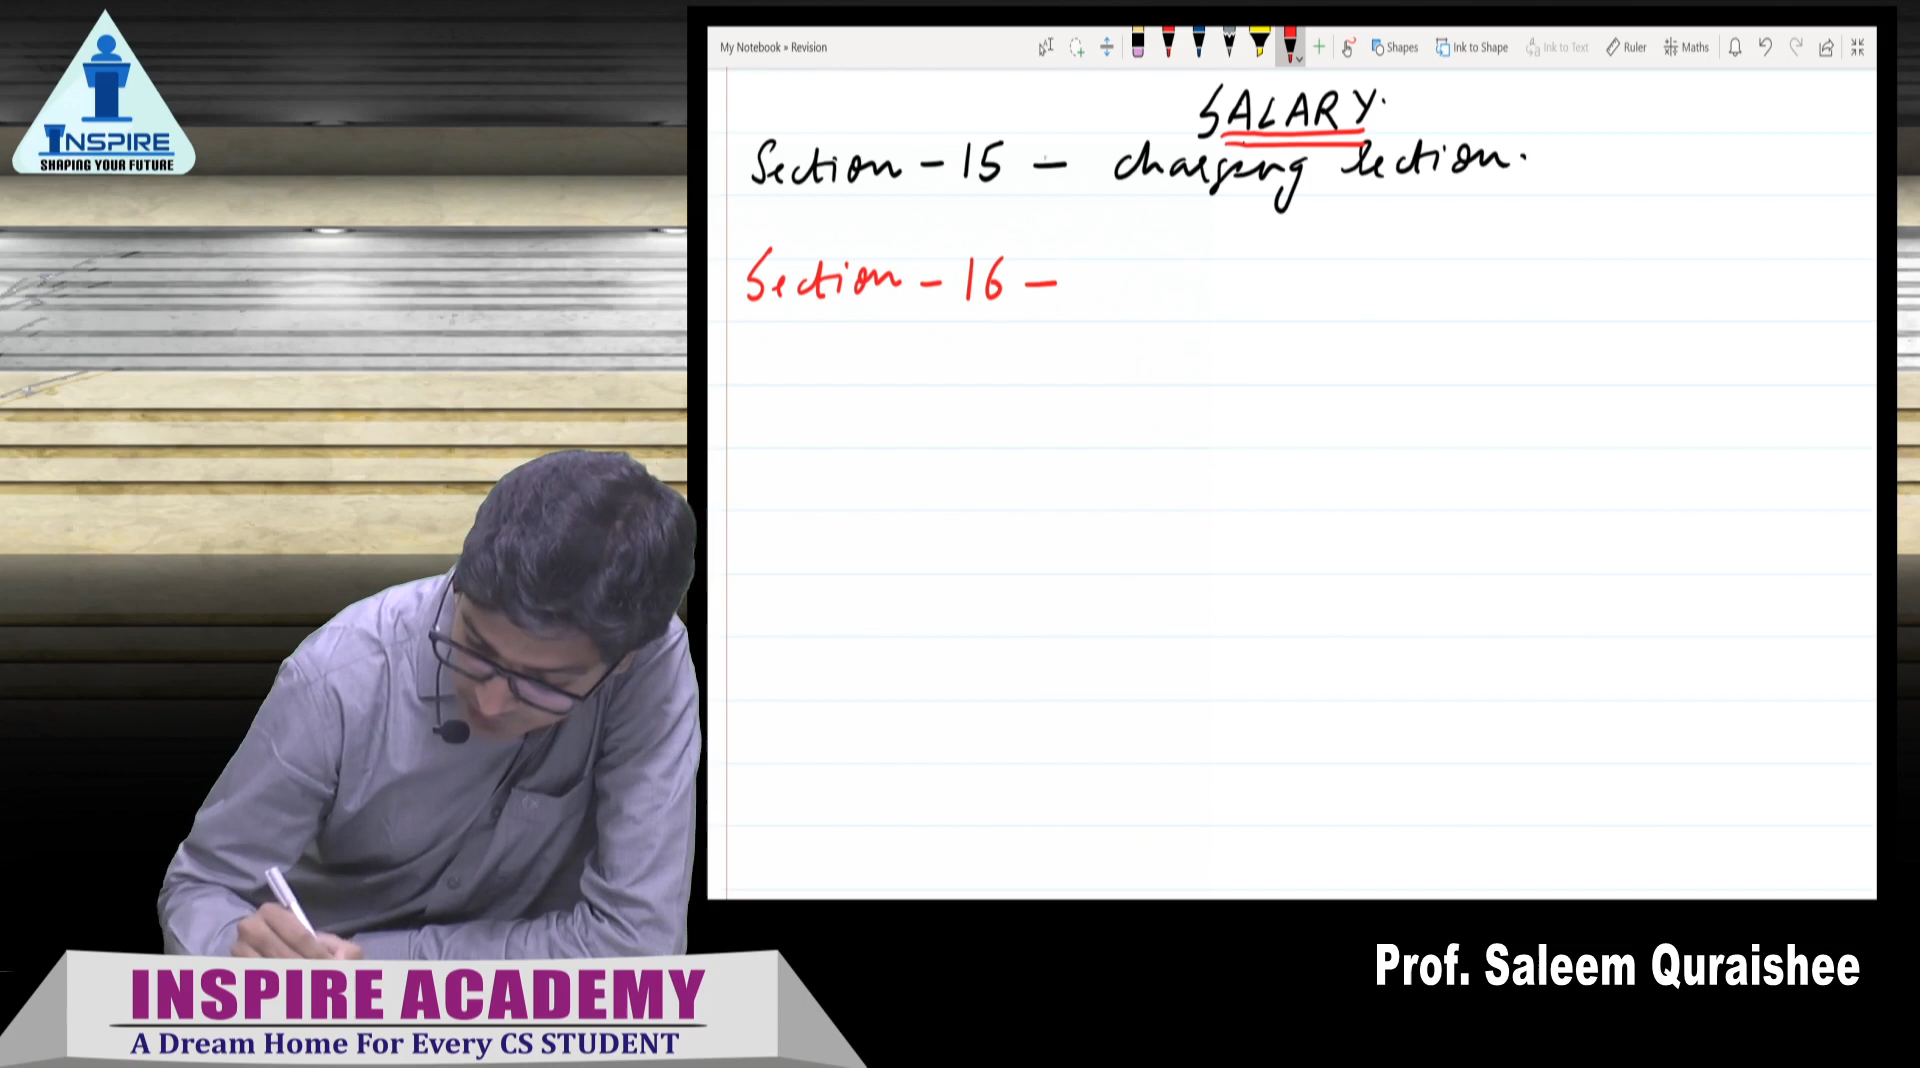 INSPIRE
SHAPING YOUR FUTURE
My Notebook » Revision
Shapes
Ink to Shape
Ink to Text
Ruler
Maths
SALARY.
Section - 15 - charging section.
Section - 16 -
Prof. Saleem Quraishee
INSPIRE ACADEMY
A Dream Home For Every CS STUDENT